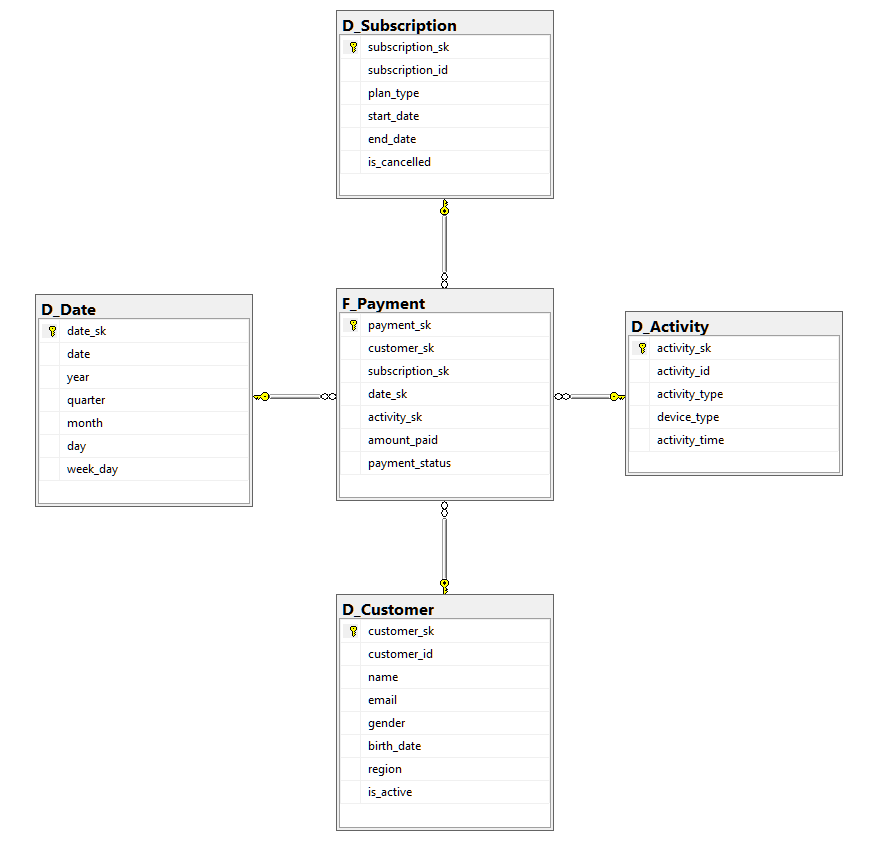 D_Subscription
subscription_sk
subscription_id
plan_type
start_date
end_date
is_cancelled
D_Date
date_sk
date
year
quarter
month
day
week_day
F_Payment
payment_sk
customer_sk
subscription_sk
date_sk
activity_sk
amount_paid
payment_status
D_Activity
activity_sk
activity_id
activity_type
device_type
activity_time
D_Customer
customer_sk
customer_id
name
email
gender
birth_date
region
is_active